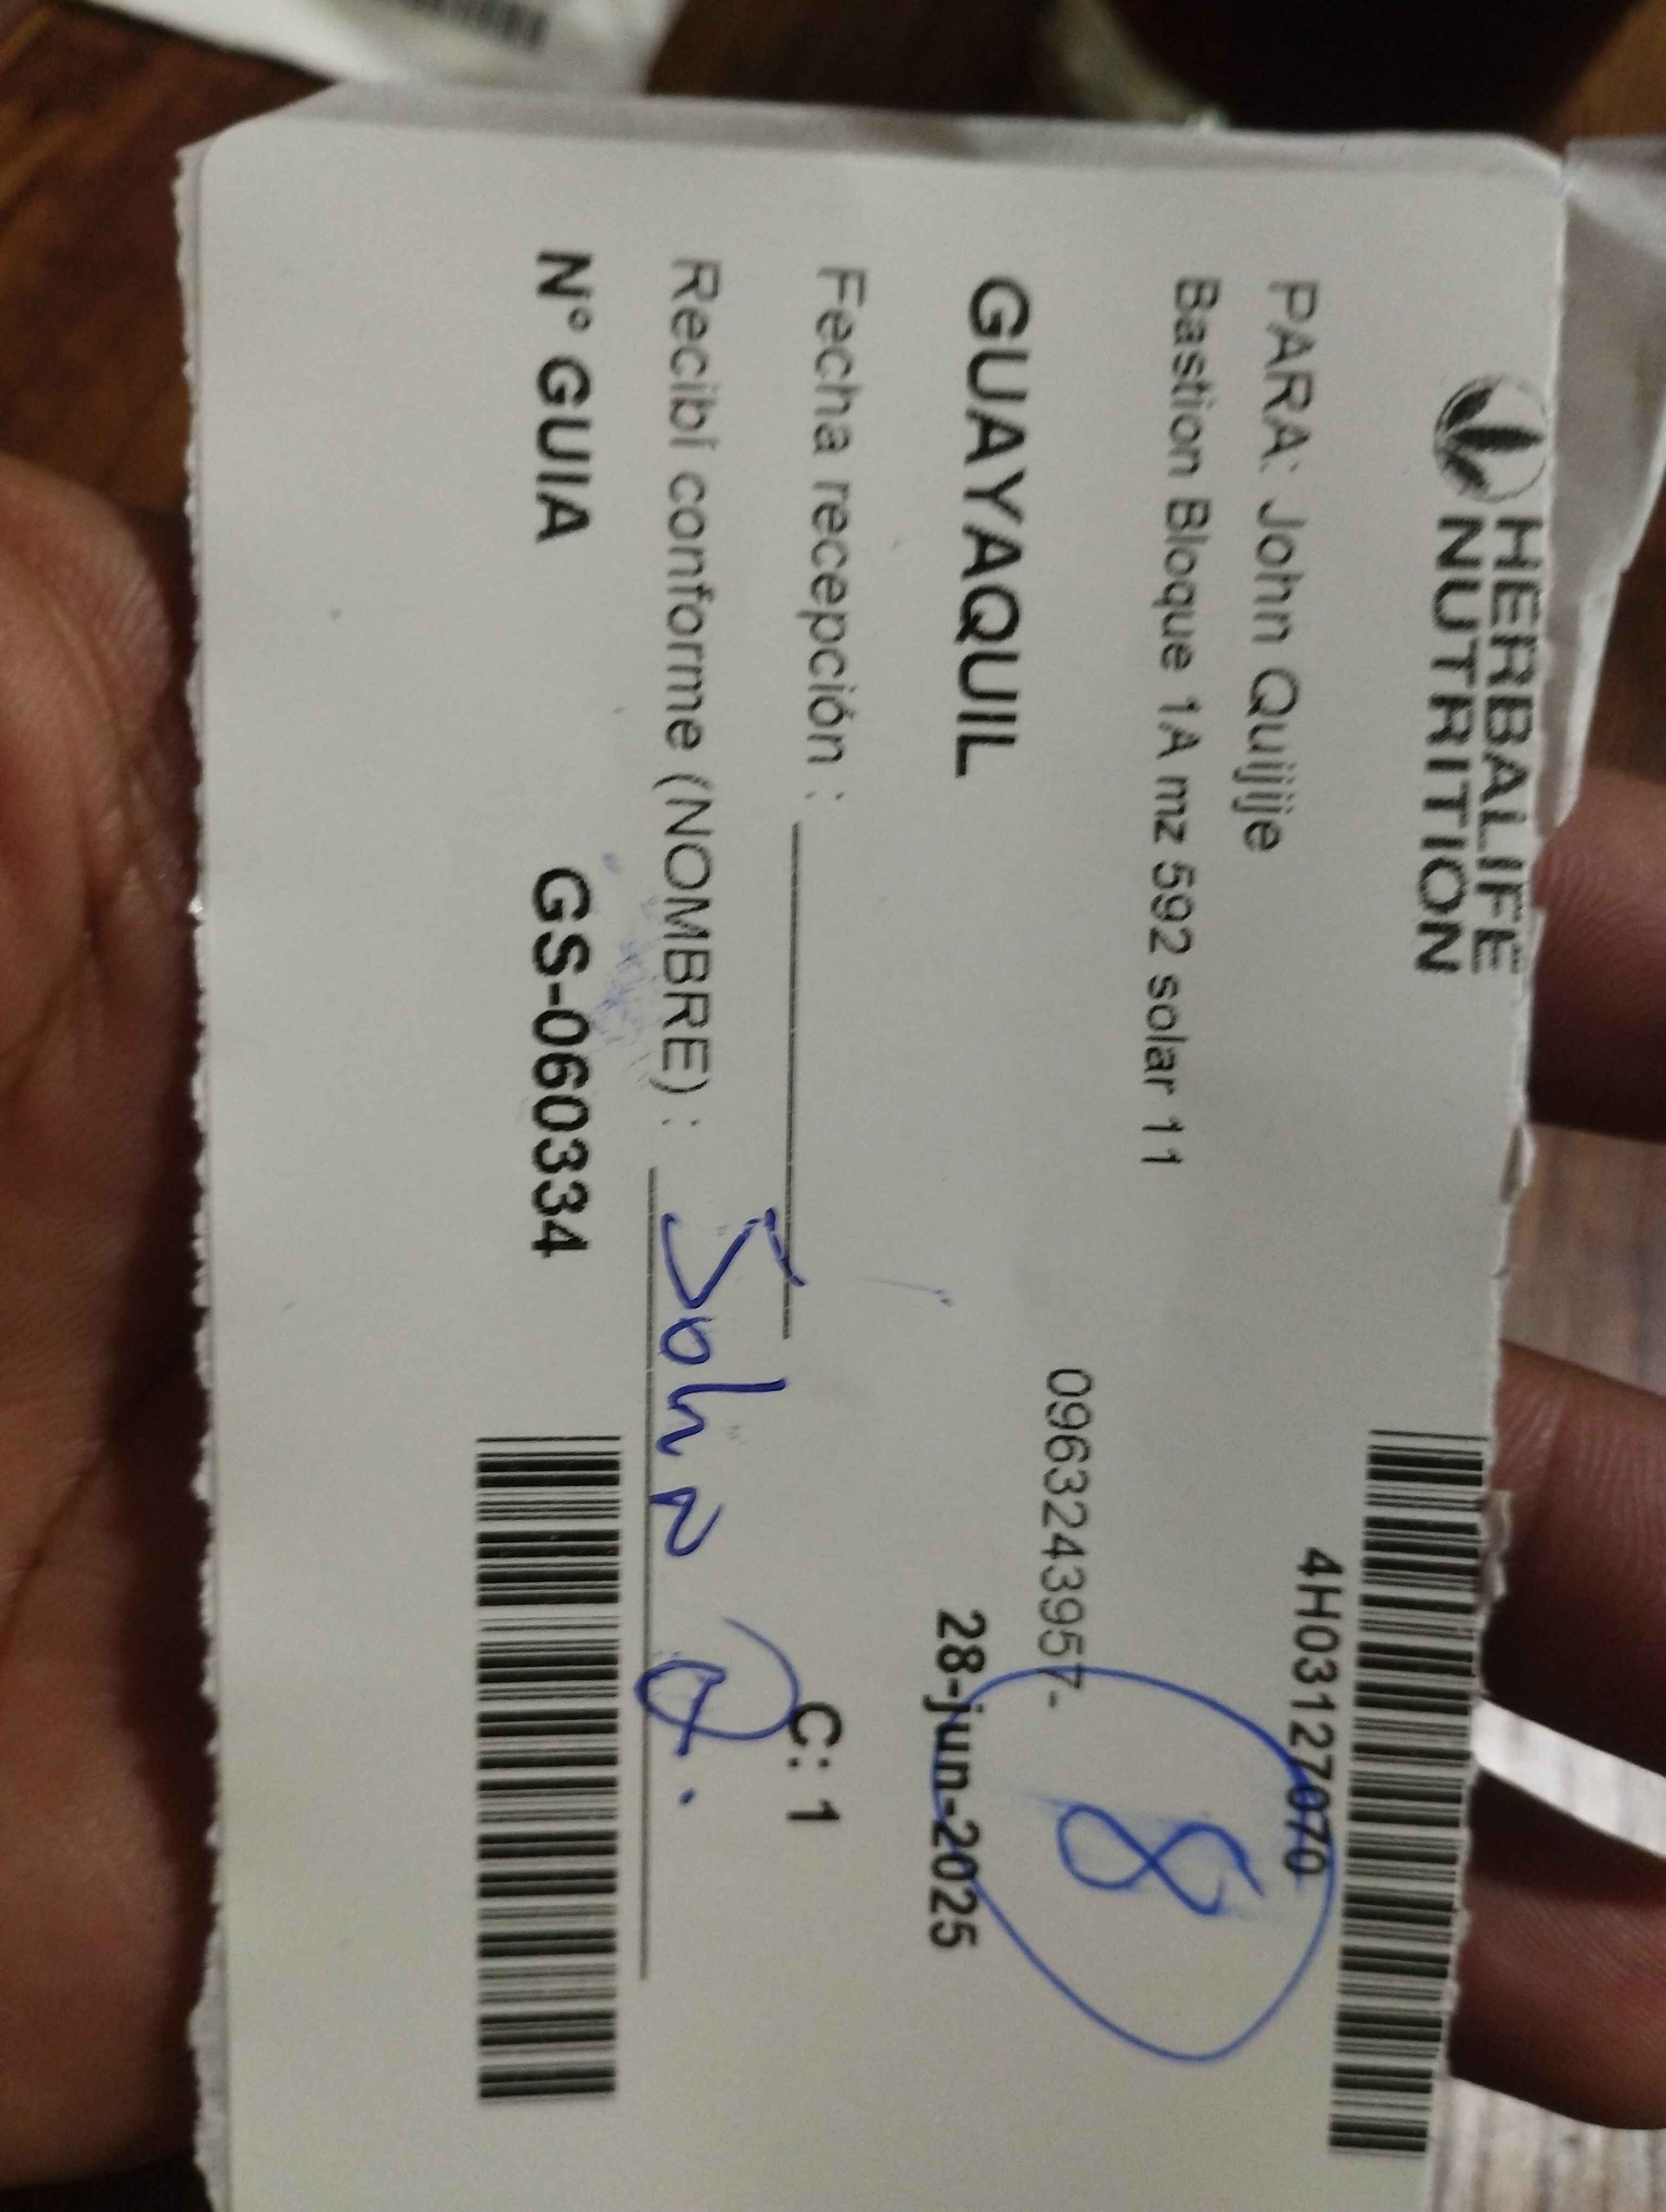 HERBALIFE
NUTRITION
4H03127070
PARA: John Quijije
Bastion Bloque 1A mz 592 solar 11
8
0963243957-
GUAYAQUIL
28-jun-2025
Fecha recepción :
C: 1
Recibí conforme (NOMBRE) : John Q.
N° GUIA GS-060334